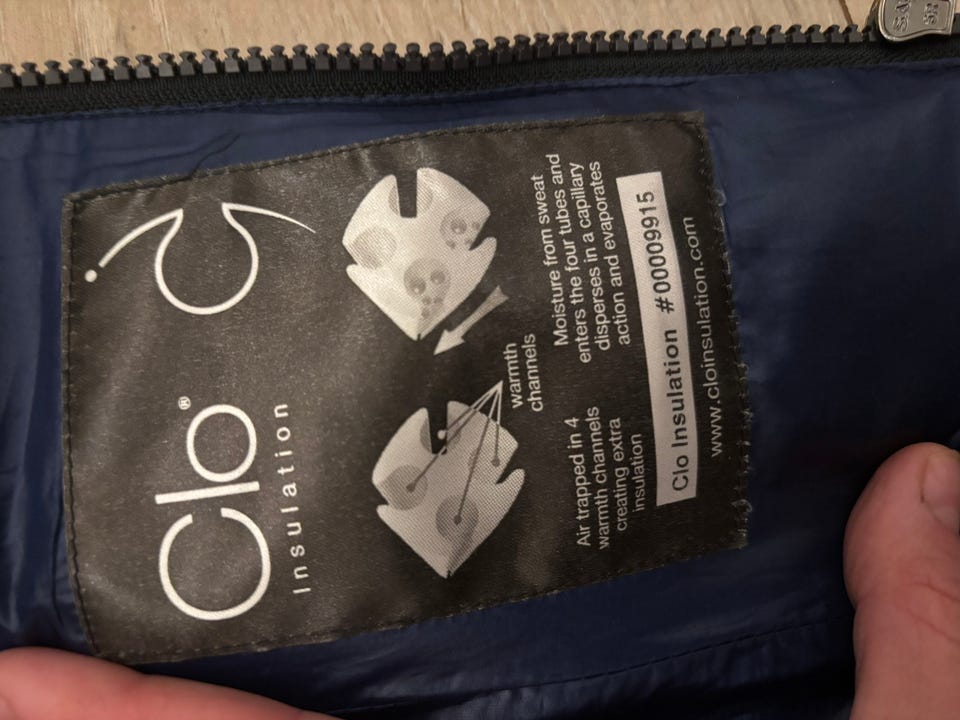 Clo®
Insulation
warmth
channels
Air trapped in 4
warmth channels
creating extra
insulation
Moisture from sweat
enters the four tubes and
disperses in a capillary
action and evaporates
Clo Insulation #00009915
www.cloinsulation.com